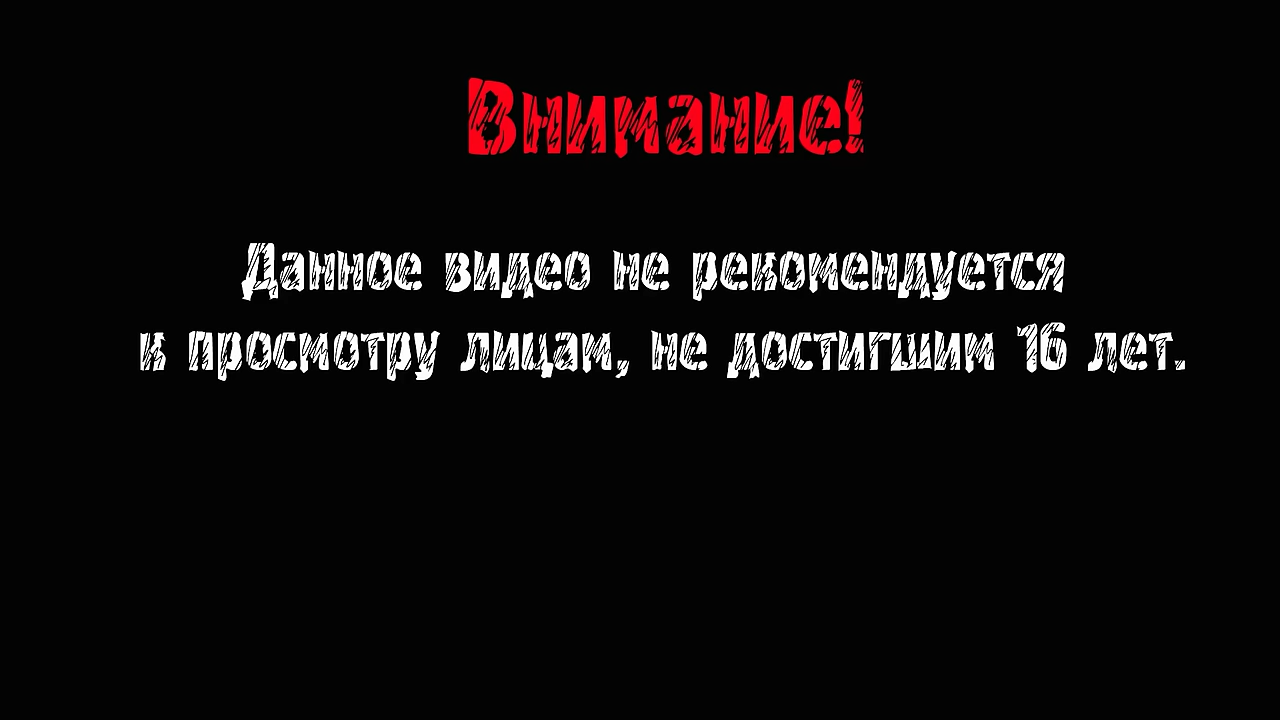 Внимание!
Данное видео не рекомендуется
к просмотру лицам, не достигшим 16 лет.